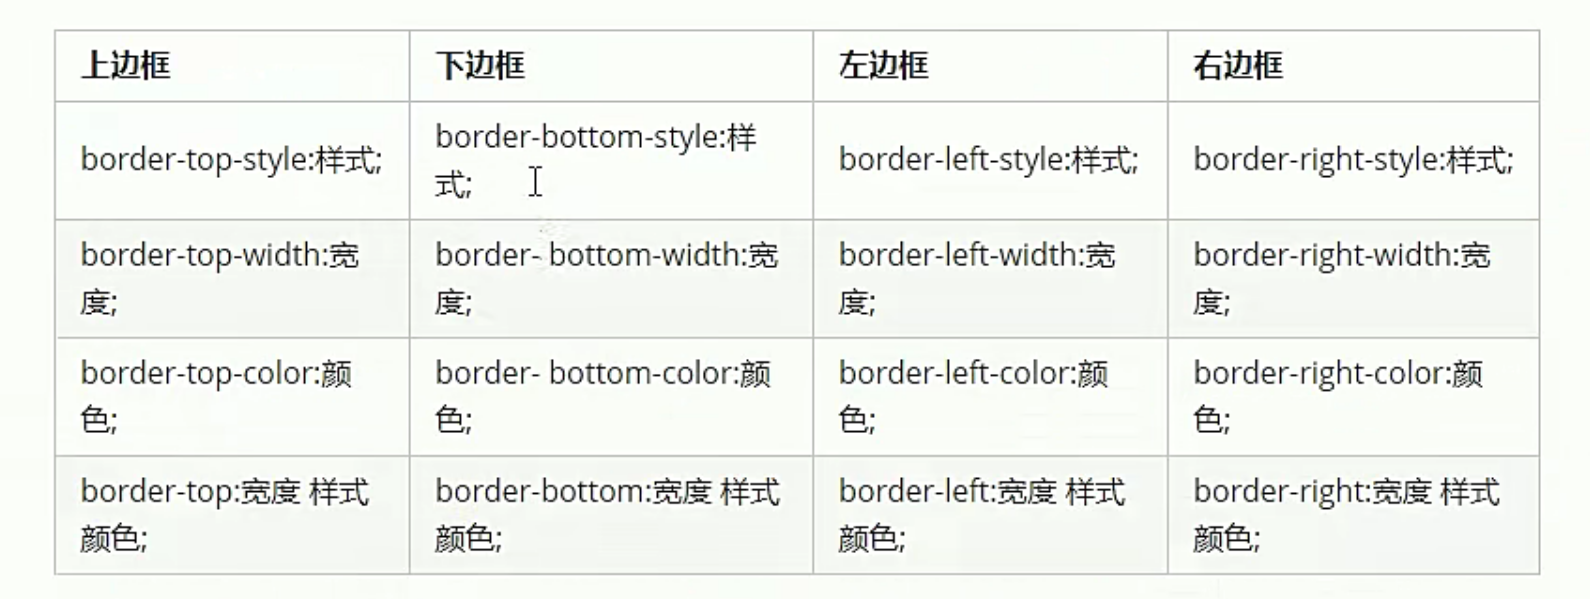 上边框
下边框
左边框
右边框
border-top-style:样式;
border-bottom-style:样
式;
border-left-style:样式;
border-right-style:样式;
border-top-width:宽
度;
border- bottom-width:宽
度;
border-left-width:宽
度;
border-right-width:宽
度;
border-top-color:颜
色;
border- bottom-color:颜
色;
border-left-color:颜
色;
border-right-color:颜
色;
border-top:宽度 样式
颜色;
border-bottom:宽度 样式
颜色;
border-left:宽度 样式
颜色;
border-right:宽度 样式
颜色;